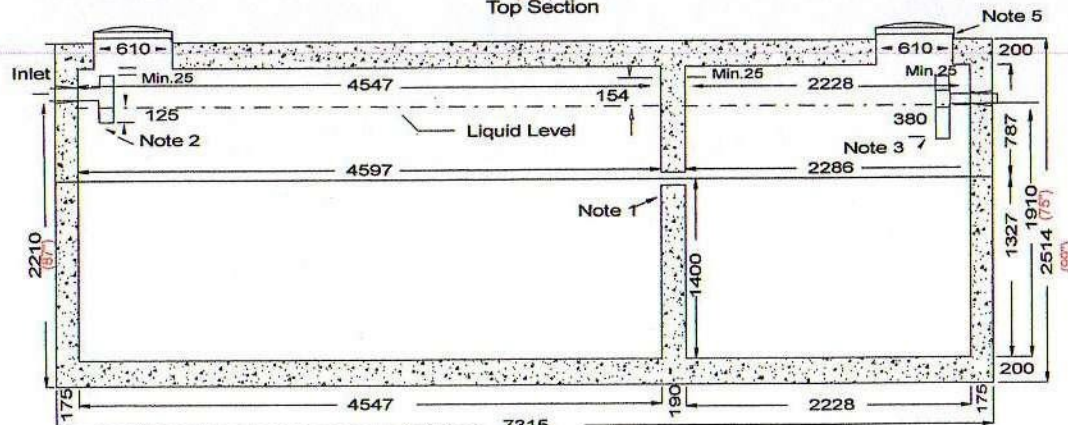 Top Section
Note 5
610
610
200
Inlet
Min.25
4547
154
Min.25
2228
Min.25
125
Liquid Level
380
Note 2
Note 3
787
4597
2286
Note 1
2210
(87")
1400
1327
1910
(75")
2514
(99")
200
175
4547
190
2228
175
7315